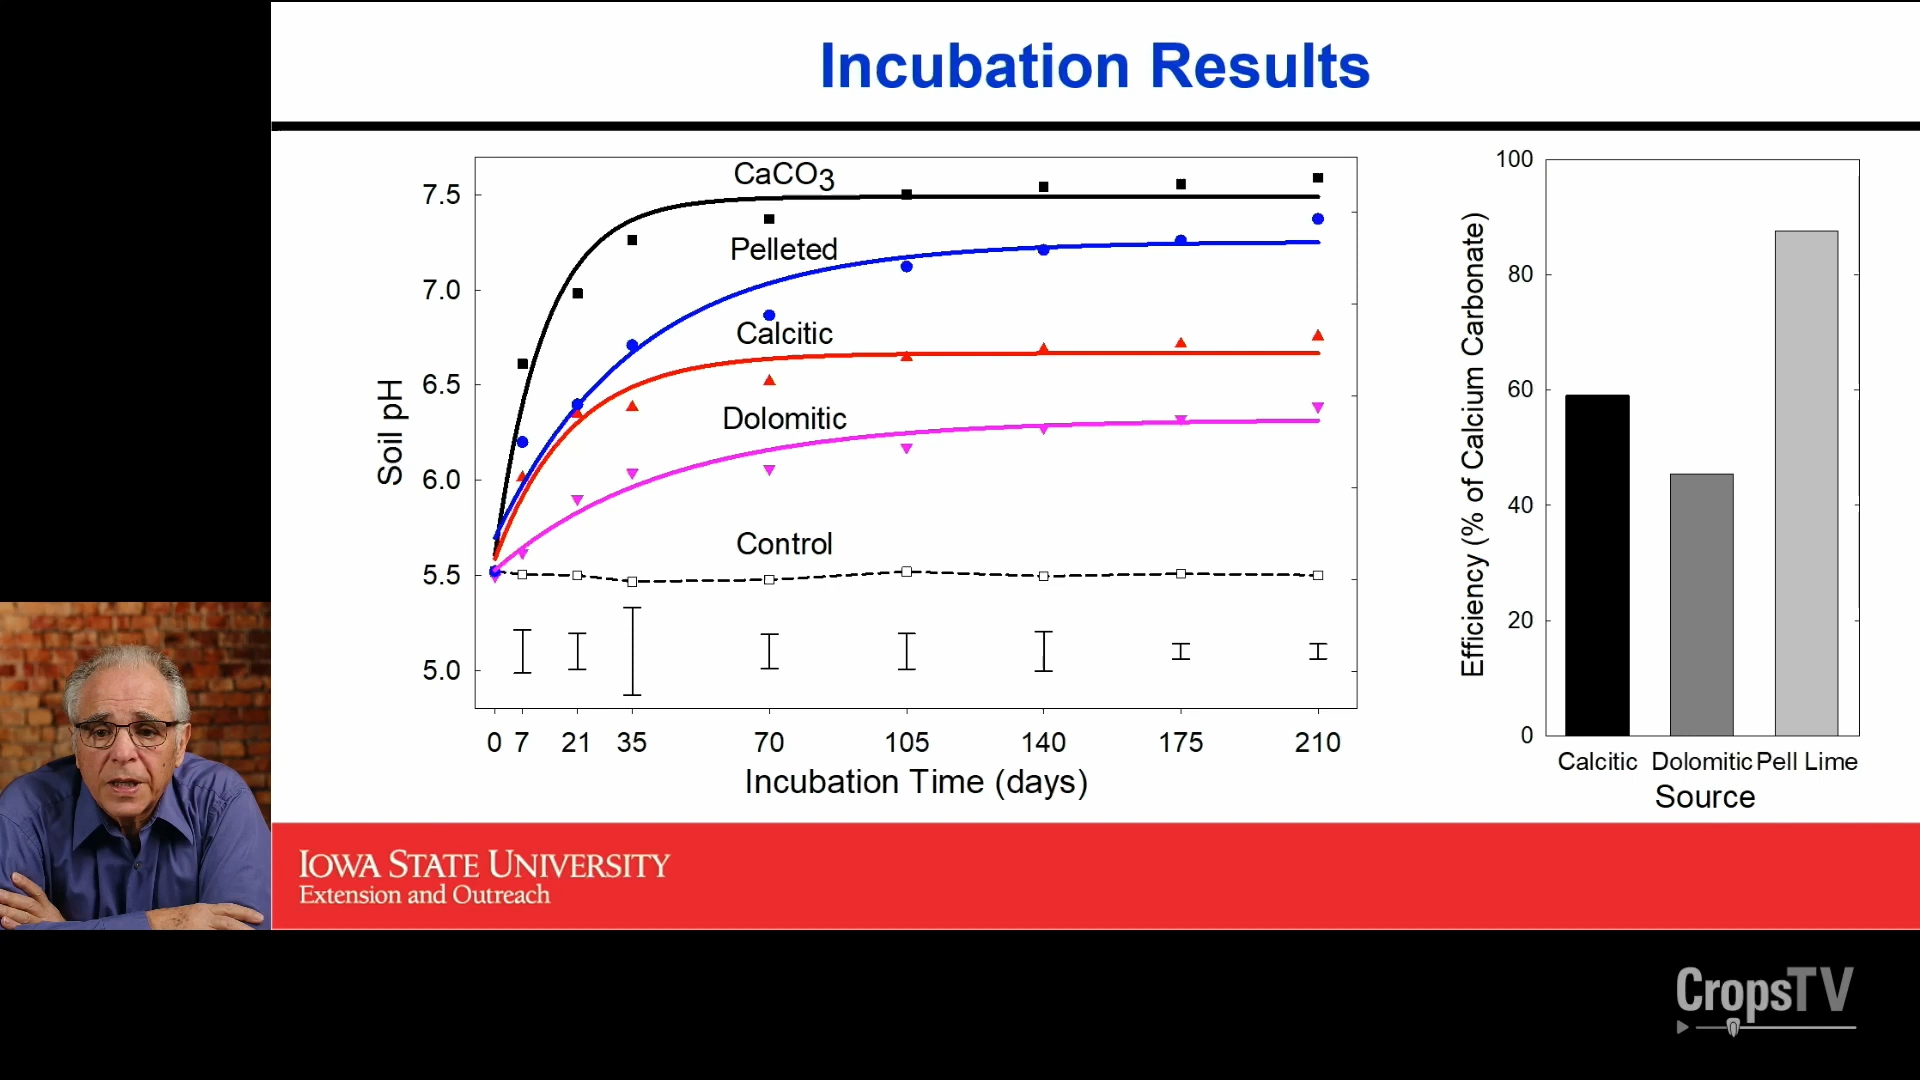 Incubation Results
CaCO3
Pelleted
Calcitic
Dolomitic
Control
Soil pH
7.5
7.0
6.5
6.0
5.5
5.0
0 7 21 35 70 105 140 175 210
Incubation Time (days)
Efficiency (% of Calcium Carbonate)
100
80
60
40
20
0
Calcitic Dolomitic Pell Lime
Source
IOWA STATE UNIVERSITY
Extension and Outreach
CropsTV